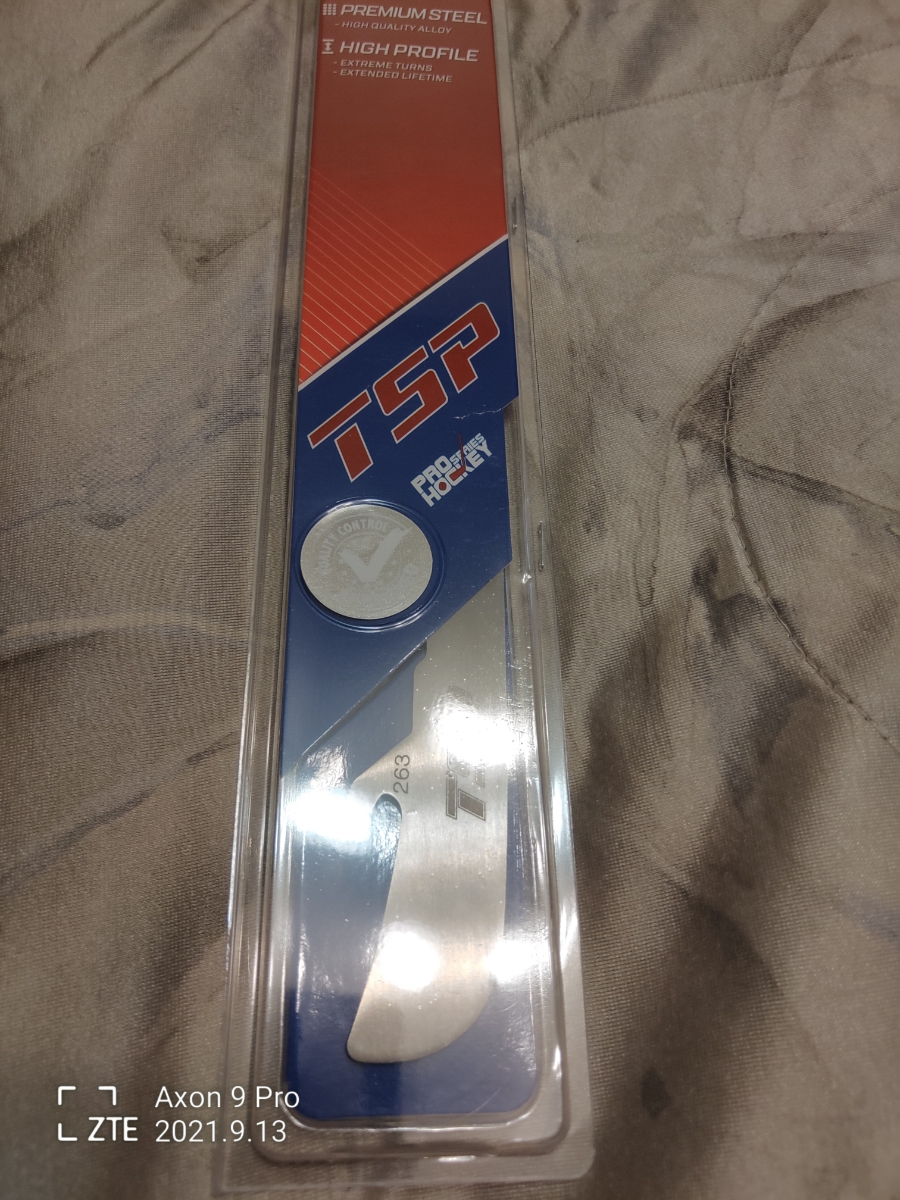 PREMIUM STEEL
- HIGH QUALITY ALLOY
HIGH PROFILE
- EXTREME TURNS
- EXTENDED LIFETIME
TSP
PRO SERIES
HOCKEY
QUALITY CONTROL
263
Axon 9 Pro
ZTE 2021.9.13